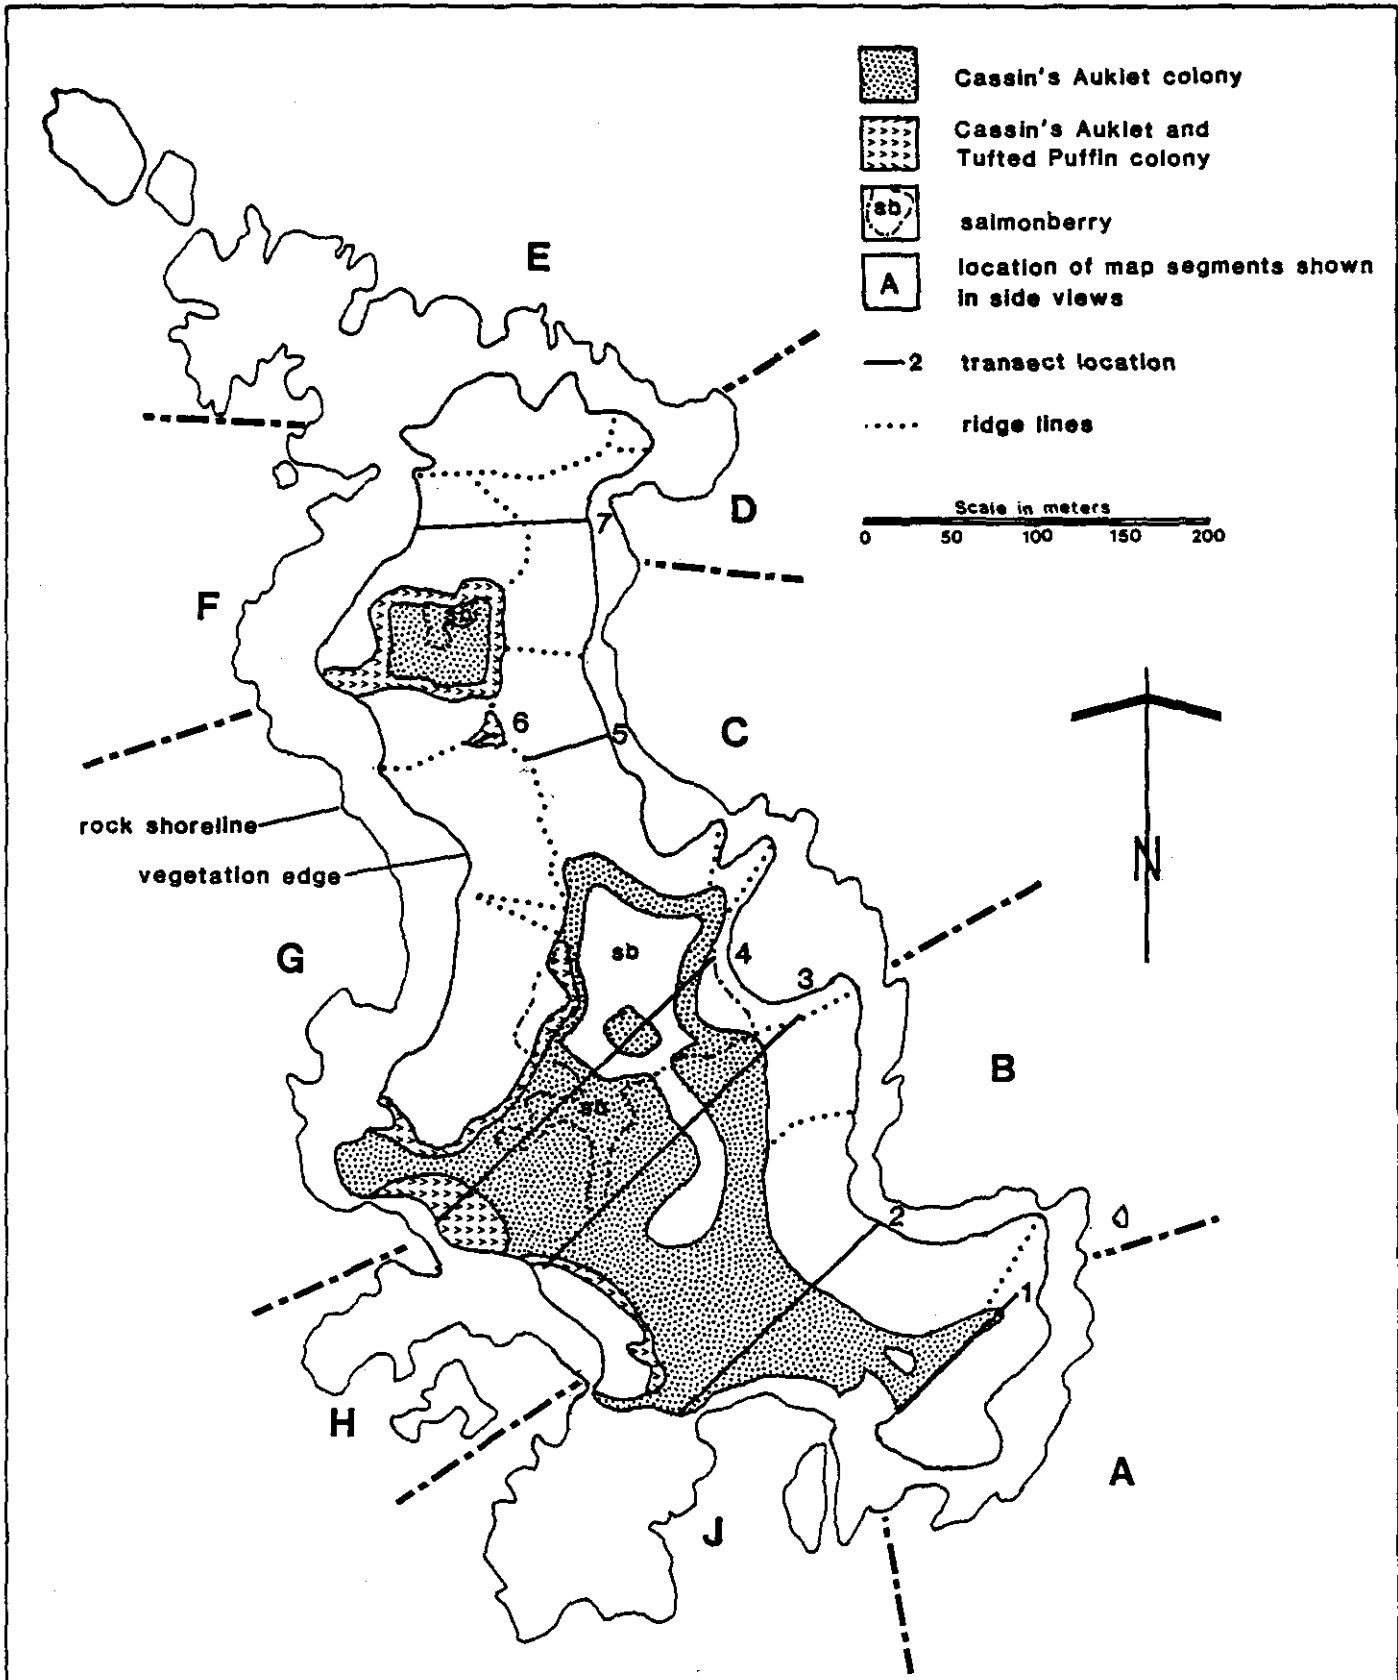 Cassin's Auklet colony
Cassin's Auklet and
Tufted Puffin colony
sb
salmonberry
A
location of map segments shown
in side views
2
transect location
ridge lines
Scale in meters
0 50 100 150 200
E
D
7
F
sb
6
5
C
rock shoreline
vegetation edge
N
G
sb
4
3
B
sb
2
1
H
A
J